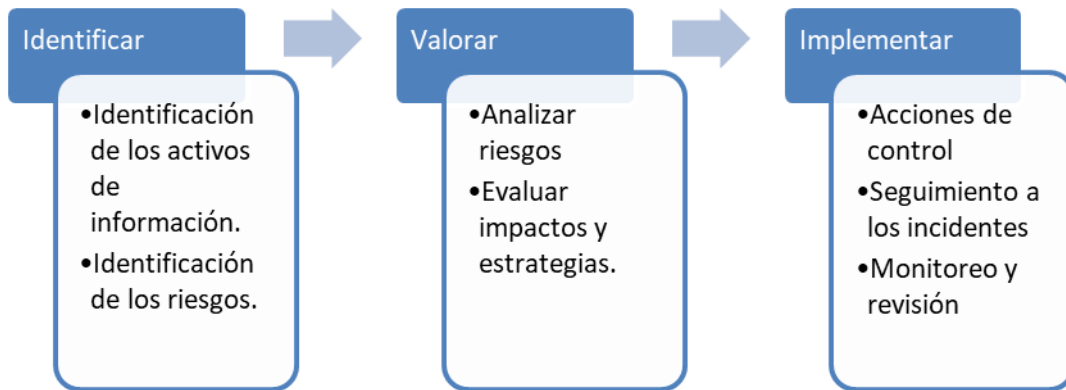 Identificar
•Identificación
de los activos
de
información.
•Identificación
de los riesgos.
Valorar
•Analizar
riesgos
•Evaluar
impactos y
estrategias.
Implementar
•Acciones de
control
•Seguimiento a
los incidentes
•Monitoreo y
revisión